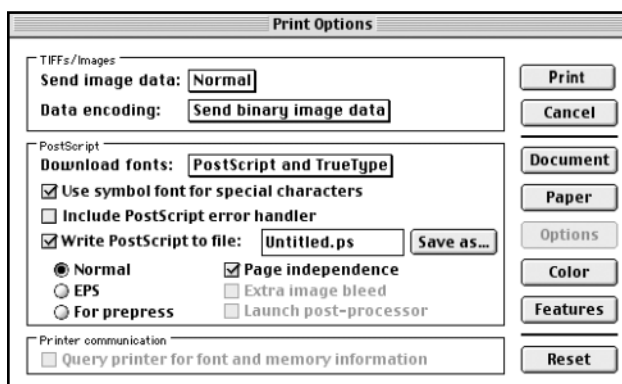 Print Options
TIFFs/Images
Send image data: Normal
Data encoding: Send binary image data
PostScript
Download fonts: PostScript and TrueType
Use symbol font for special characters
Include PostScript error handler
Write PostScript to file: Untitled.ps Save as...
Normal Page independence
EPS Extra image bleed
For prepress Launch post-processor
Printer communication
Query printer for font and memory information
Print
Cancel
Document
Paper
Options
Color
Features
Reset